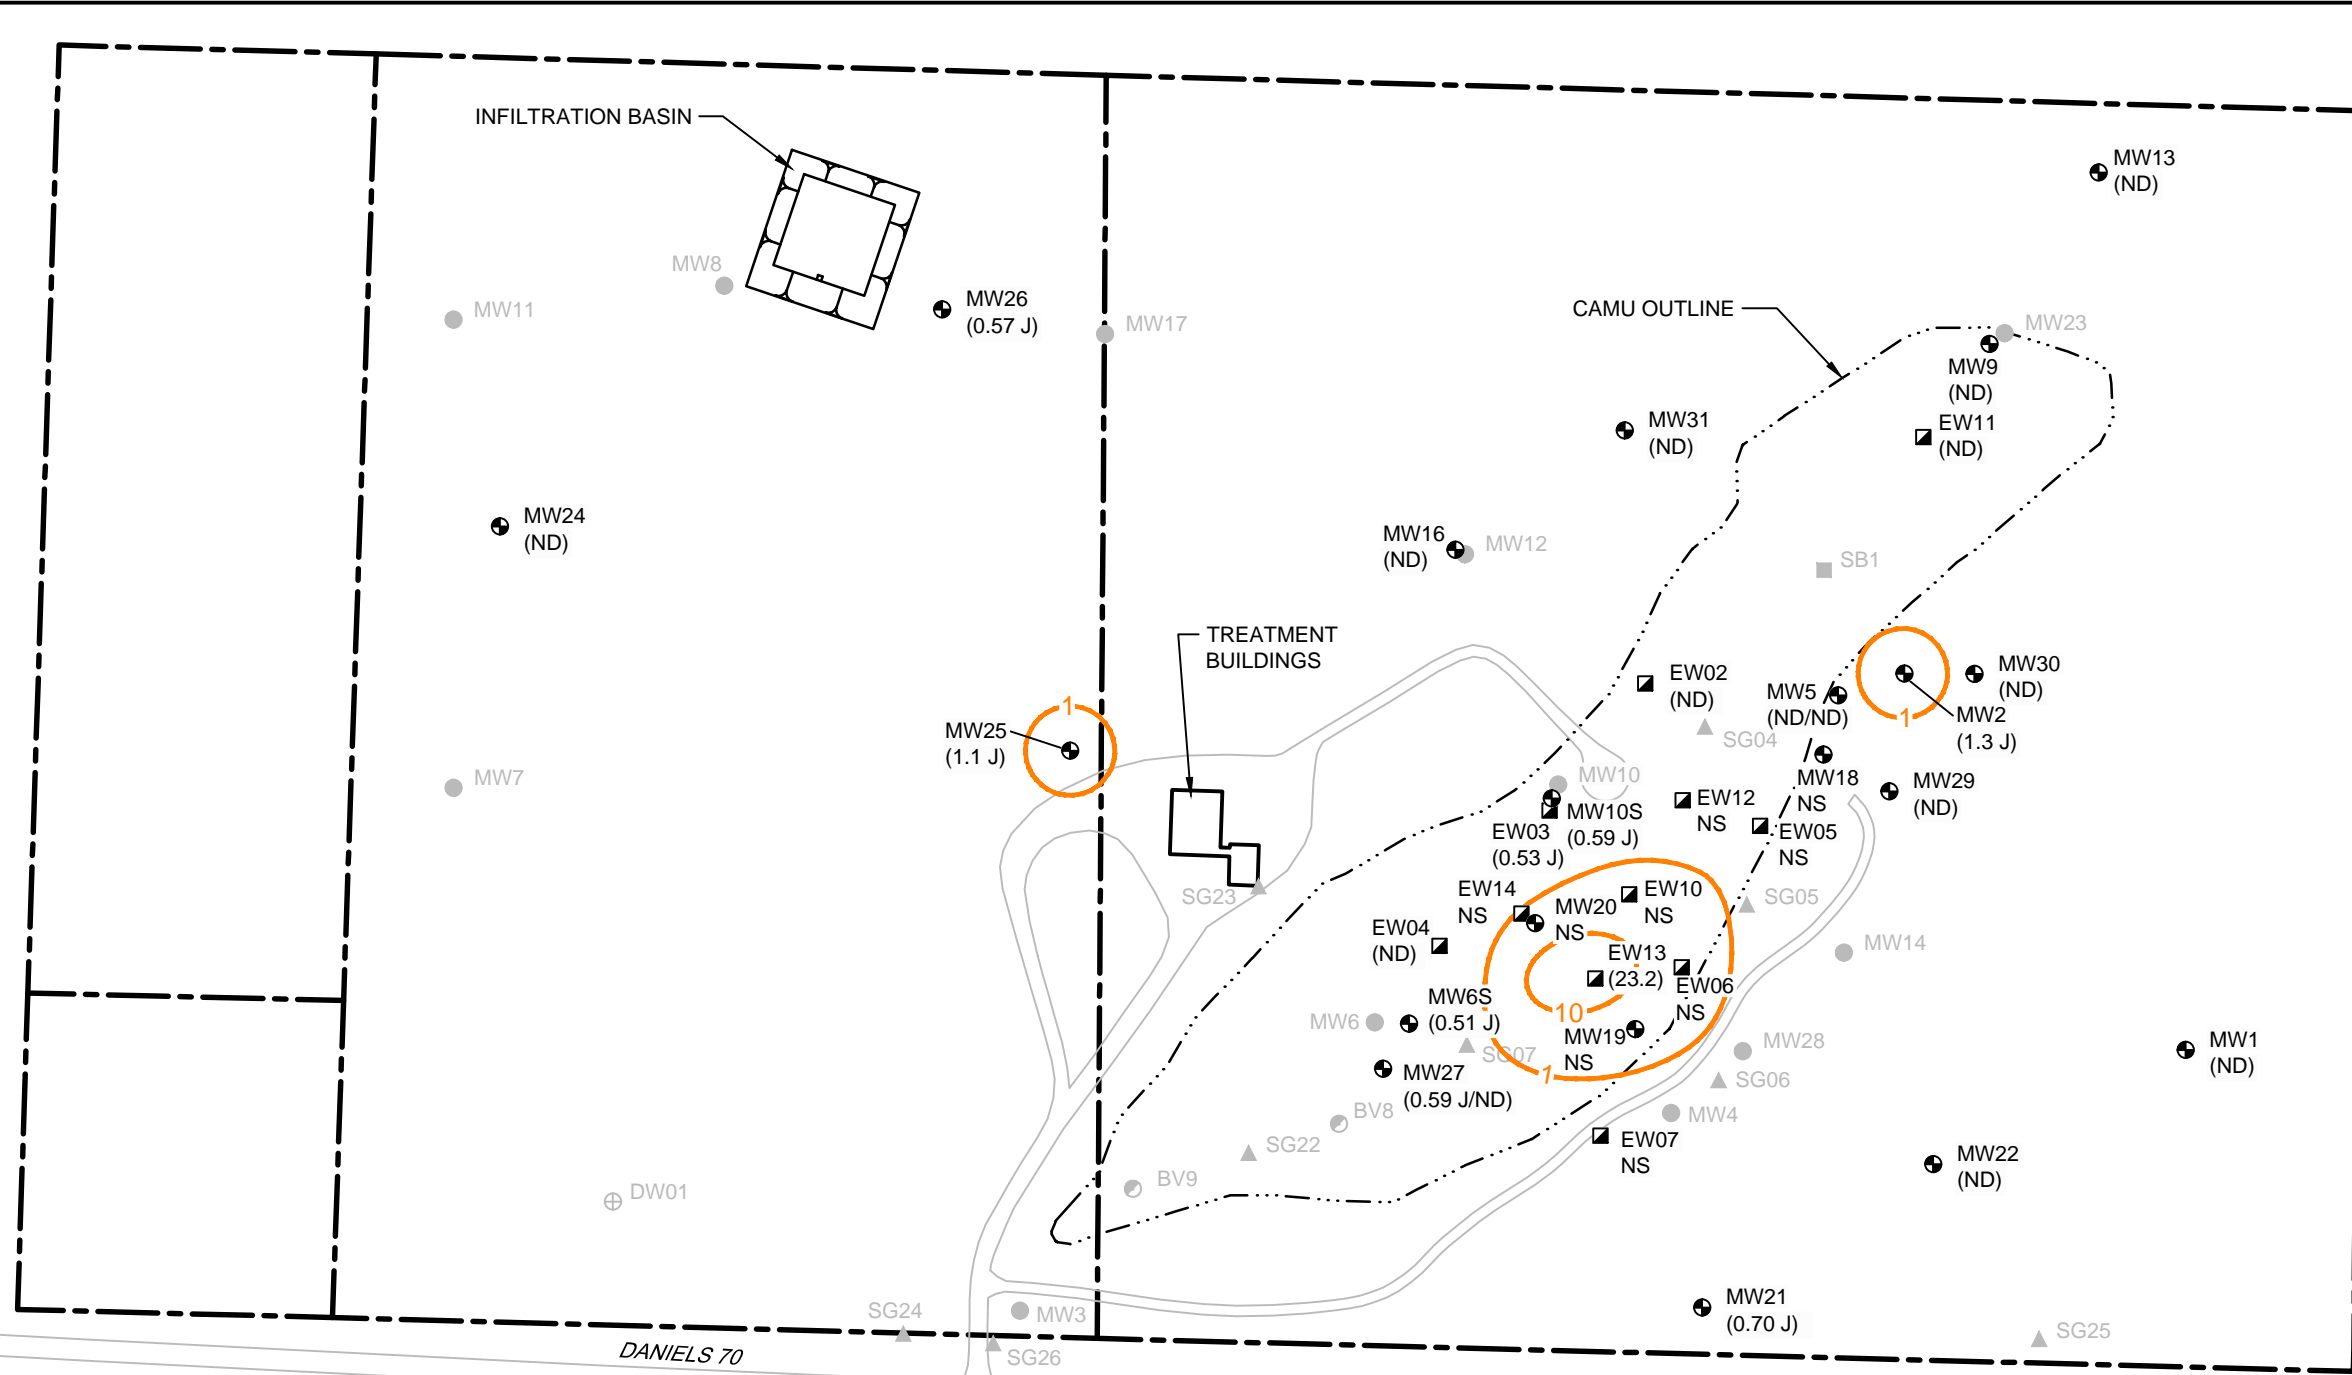 INFILTRATION BASIN
MW13
(ND)
MW8
MW11
MW26
(0.57 J)
MW17
CAMU OUTLINE
MW23
MW9
(ND)
MW31
(ND)
EW11
(ND)
MW24
(ND)
MW16
(ND)
MW12
SB1
TREATMENT
BUILDINGS
EW02
(ND)
MW5
(ND/ND)
MW30
(ND)
1
MW2
(1.3 J)
SG04
1
MW25
(1.1 J)
MW7
MW10
MW18
NS
MW29
(ND)
EW12
NS
MW10S
(0.59 J)
EW03
(0.53 J)
EW05
NS
SG23
EW14
NS
MW20
NS
EW10
NS
SG05
EW04
(ND)
EW13
(23.2)
MW14
EW06
NS
10
MW6S
(0.51 J)
MW6
MW19
NS
SG07
MW28
MW1
(ND)
1
MW27
(0.59 J/ND)
SG06
BV8
MW4
SG22
EW07
NS
MW22
(ND)
BV9
DW01
MW21
(0.70 J)
SG24
MW3
SG25
SG26
DANIELS 70